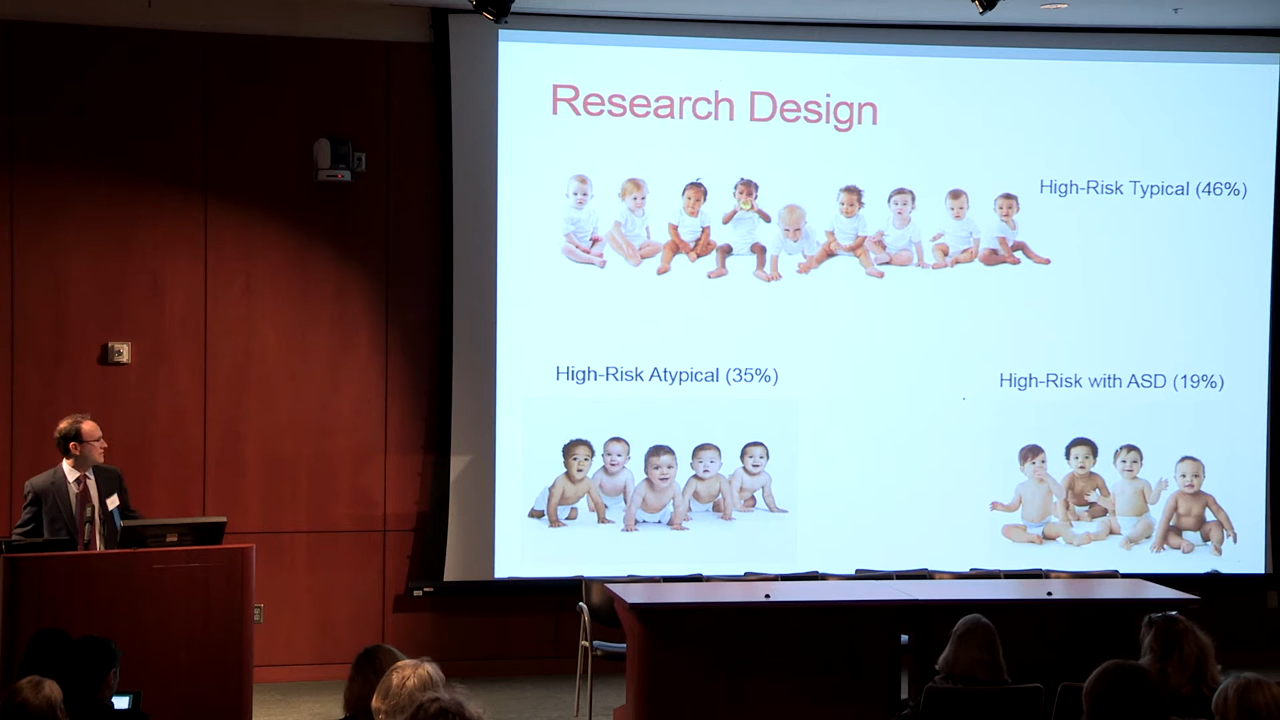 Research Design
High-Risk Typical (46%)
High-Risk Atypical (35%)
High-Risk with ASD (19%)